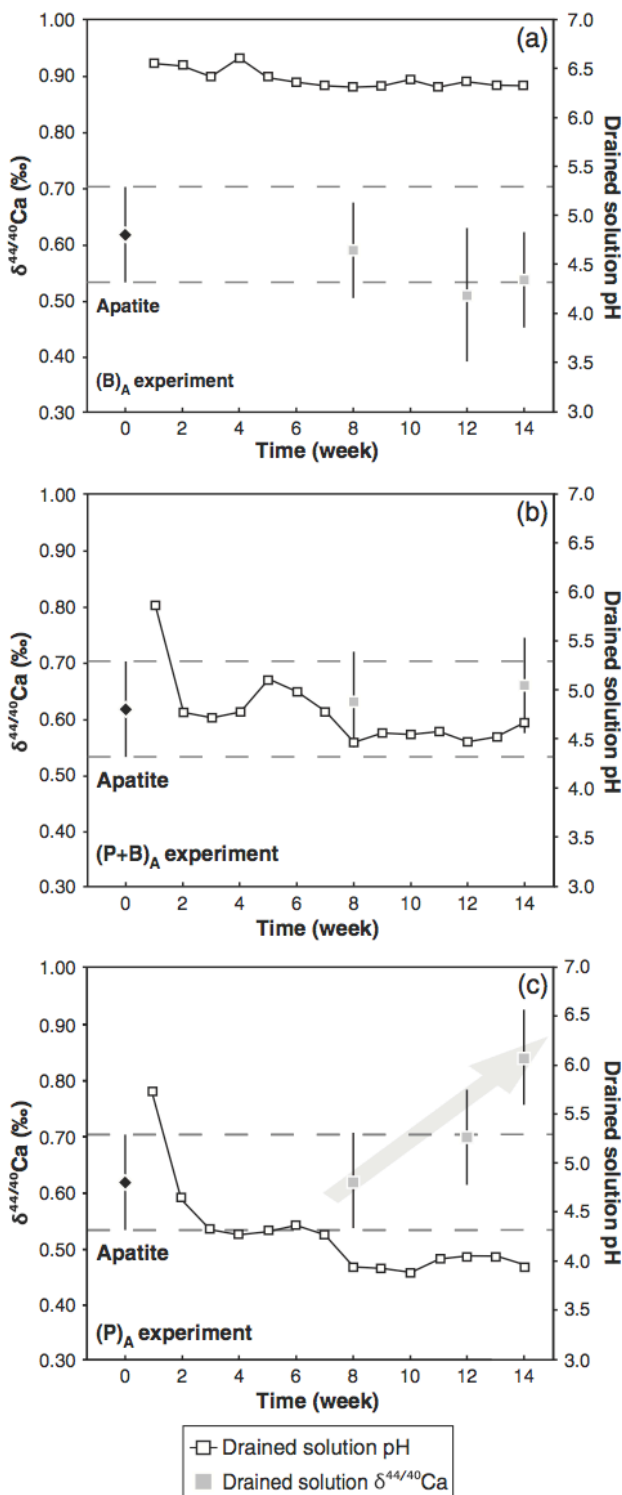 (a)
1.00
0.90
0.80
0.70
0.60
0.50
0.40
0.30
δ44/40Ca (‰)
7.0
6.5
6.0
5.5
5.0
4.5
4.0
3.5
3.0
Drained solution pH
Apatite
(B)A experiment
0 2 4 6 8 10 12 14
Time (week)
(b)
1.00
0.90
0.80
0.70
0.60
0.50
0.40
0.30
δ44/40Ca (‰)
7.0
6.5
6.0
5.5
5.0
4.5
4.0
3.5
3.0
Drained solution pH
Apatite
(P+B)A experiment
0 2 4 6 8 10 12 14
Time (week)
(c)
1.00
0.90
0.80
0.70
0.60
0.50
0.40
0.30
δ44/40Ca (‰)
7.0
6.5
6.0
5.5
5.0
4.5
4.0
3.5
3.0
Drained solution pH
Apatite
(P)A experiment
0 2 4 6 8 10 12 14
Time (week)
Drained solution pH
Drained solution δ44/40Ca